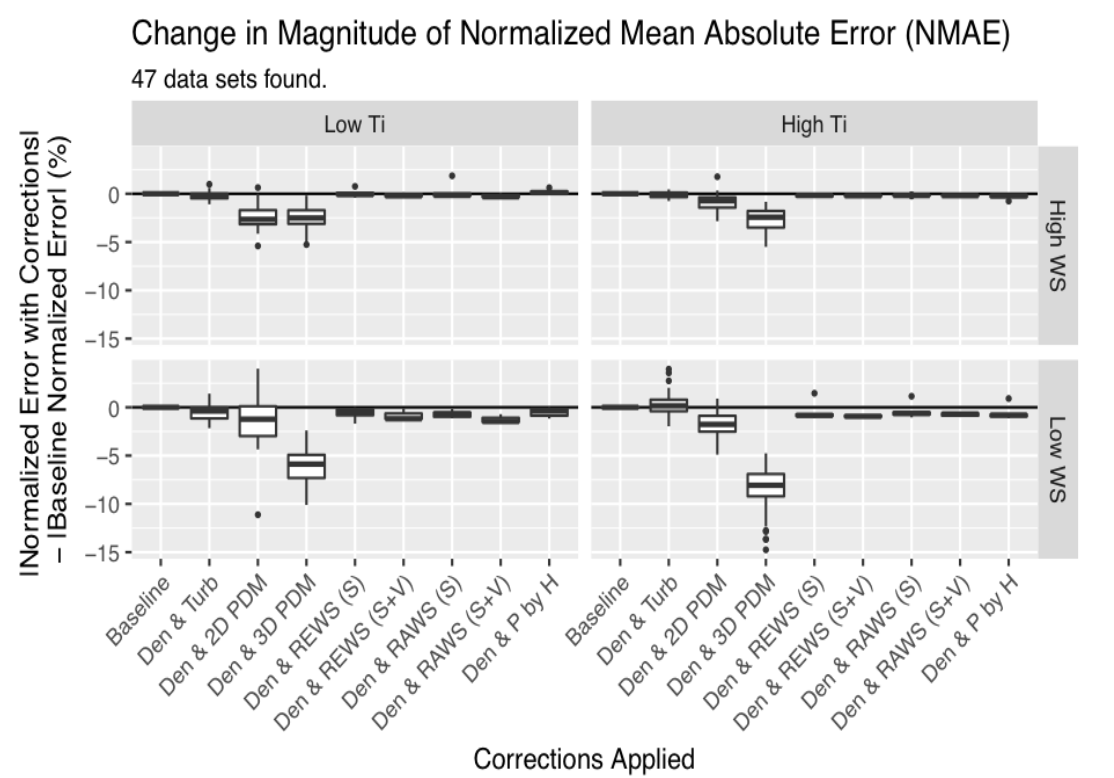 Change in Magnitude of Normalized Mean Absolute Error (NMAE)
47 data sets found.
Low Ti
High Ti
|Normalized Error with Corrections|
− |Baseline Normalized Error| (%)
0
−5
−10
−15
High WS
0
−5
−10
−15
Low WS
Baseline
Den & Turb
Den & 2D PDM
Den & 3D PDM
Den & REWS (S)
Den & REWS (S+V)
Den & RAWS (S)
Den & RAWS (S+V)
Den & P by H
Baseline
Den & Turb
Den & 2D PDM
Den & 3D PDM
Den & REWS (S)
Den & REWS (S+V)
Den & RAWS (S)
Den & RAWS (S+V)
Den & P by H
Corrections Applied